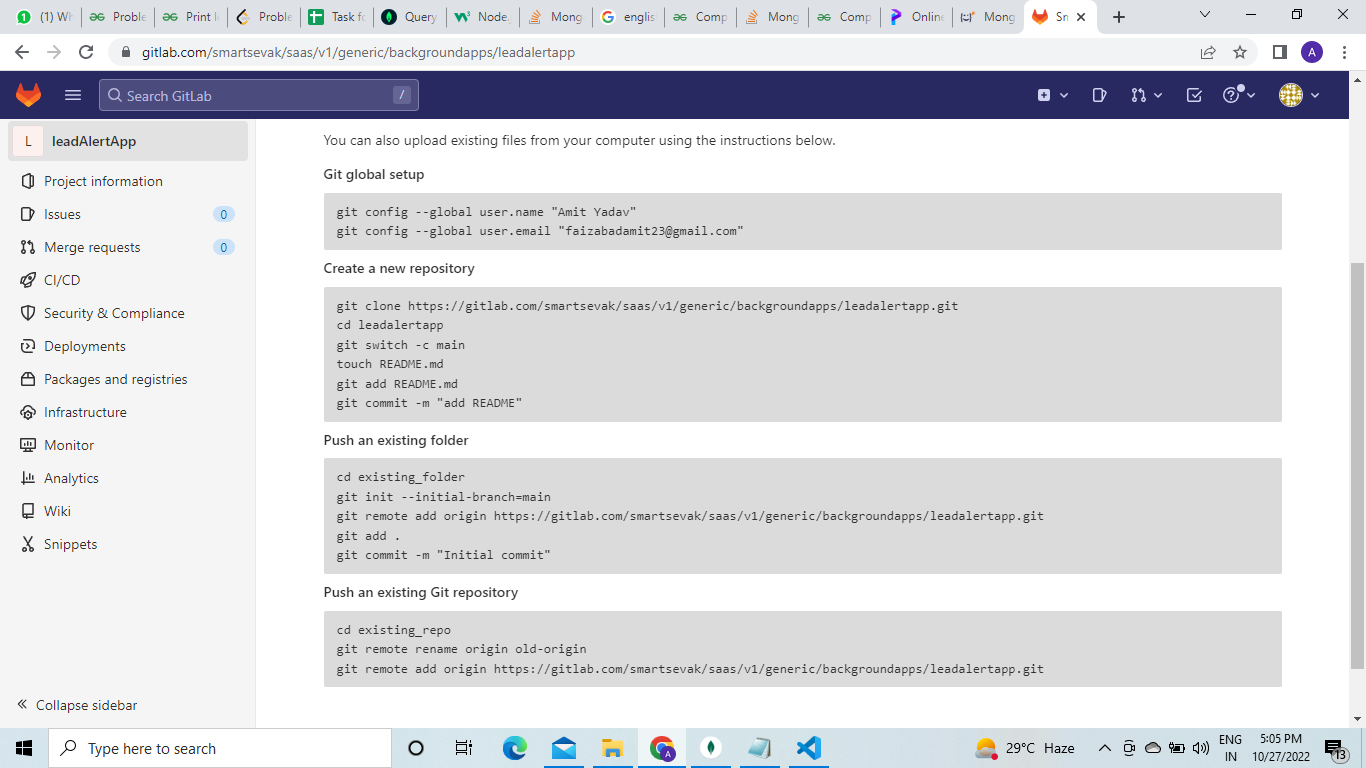 (1) Wh
Proble
Print l
Proble
Task fo
Query
Node.
Mong
englis
Comp
Mong
Comp
Online
Mong
Sn
gitlab.com/smartsevak/saas/v1/generic/backgroundapps/leadalertapp
A
Search GitLab
/
L leadAlertApp
Project information
Issues 0
Merge requests 0
CI/CD
Security & Compliance
Deployments
Packages and registries
Infrastructure
Monitor
Analytics
Wiki
Snippets
Collapse sidebar
You can also upload existing files from your computer using the instructions below.
Git global setup
git config --global user.name "Amit Yadav"
git config --global user.email "faizabadamit23@gmail.com"
Create a new repository
git clone https://gitlab.com/smartsevak/saas/v1/generic/backgroundapps/leadalertapp.git
cd leadalertapp
git switch -c main
touch README.md
git add README.md
git commit -m "add README"
Push an existing folder
cd existing_folder
git init --initial-branch=main
git remote add origin https://gitlab.com/smartsevak/saas/v1/generic/backgroundapps/leadalertapp.git
git add .
git commit -m "Initial commit"
Push an existing Git repository
cd existing_repo
git remote rename origin old-origin
git remote add origin https://gitlab.com/smartsevak/saas/v1/generic/backgroundapps/leadalertapp.git
Type here to search
A
29°C Haze
ENG
IN
5:05 PM
10/27/2022
13